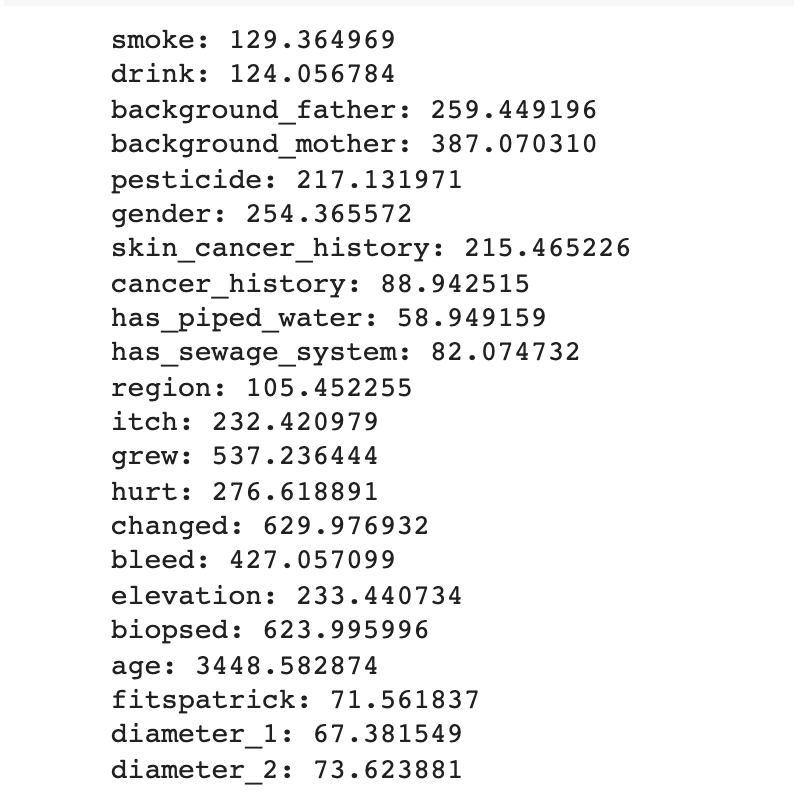 smoke: 129.364969
drink: 124.056784
background_father: 259.449196
background_mother: 387.070310
pesticide: 217.131971
gender: 254.365572
skin_cancer_history: 215.465226
cancer_history: 88.942515
has_piped_water: 58.949159
has_sewage_system: 82.074732
region: 105.452255
itch: 232.420979
grew: 537.236444
hurt: 276.618891
changed: 629.976932
bleed: 427.057099
elevation: 233.440734
biopsed: 623.995996
age: 3448.582874
fitspatrick: 71.561837
diameter_1: 67.381549
diameter_2: 73.623881